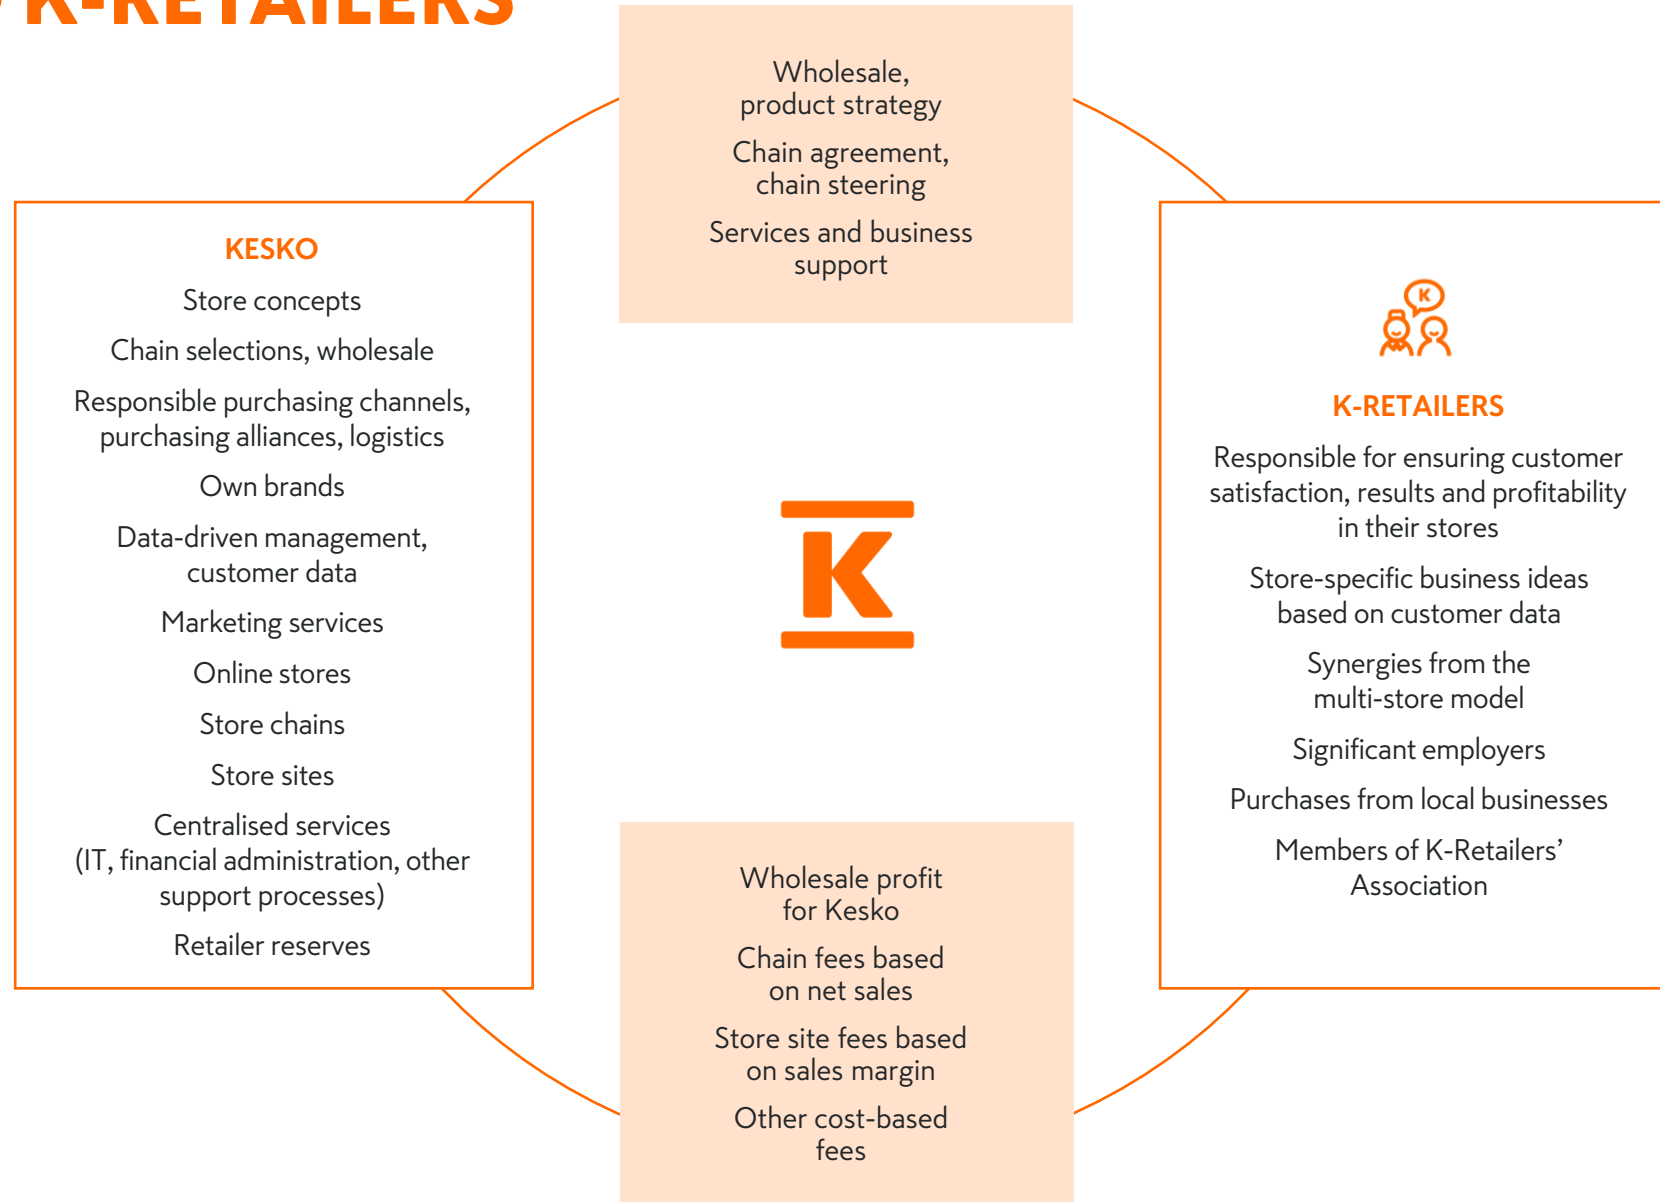 K-RETAILERS
Wholesale,
product strategy
Chain agreement,
chain steering
Services and business
support
KESKO
Store concepts
Chain selections, wholesale
Responsible purchasing channels,
purchasing alliances, logistics
Own brands
Data-driven management,
customer data
Marketing services
Online stores
Store chains
Store sites
Centralised services
(IT, financial administration, other
support processes)
Retailer reserves
K
K
K-RETAILERS
Responsible for ensuring customer
satisfaction, results and profitability
in their stores
Store-specific business ideas
based on customer data
Synergies from the
multi-store model
Significant employers
Purchases from local businesses
Members of K-Retailers’
Association
Wholesale profit
for Kesko
Chain fees based
on net sales
Store site fees based
on sales margin
Other cost-based
fees